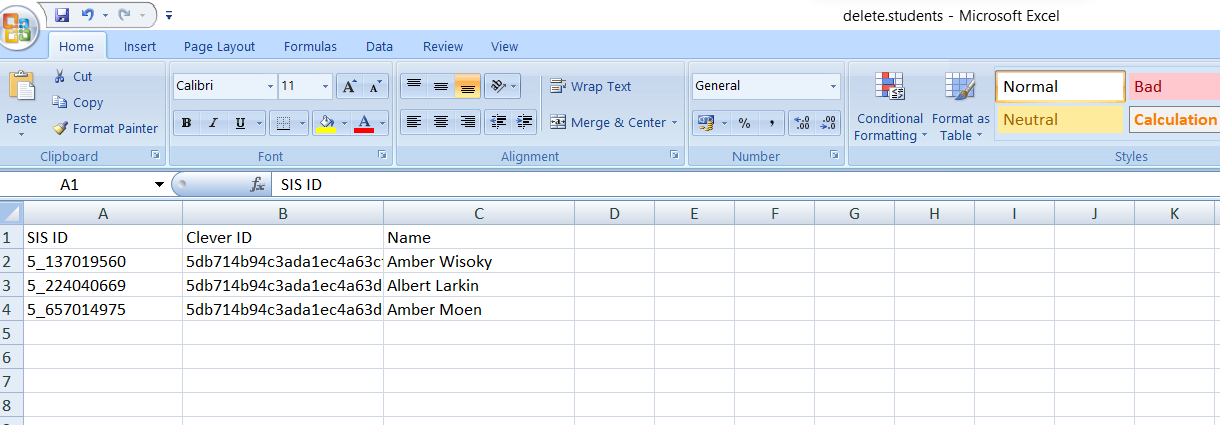 delete.students - Microsoft Excel
Home Insert Page Layout Formulas Data Review View
Cut
Copy
Format Painter
Paste
Clipboard
Calibri 11 A A
B I U A
Font
Wrap Text
Merge & Center
Alignment
General
% , .0 .00 .00 .0
Number
Conditional Formatting
Format as Table
Normal Bad
Neutral Calculation
Styles
A1 fx SIS ID
A B C D E F G H I J K
1 SIS ID Clever ID Name
2 5_137019560 5db714b94c3ada1ec4a63c Amber Wisoky
3 5_224040669 5db714b94c3ada1ec4a63d Albert Larkin
4 5_657014975 5db714b94c3ada1ec4a63d Amber Moen
5
6
7
8